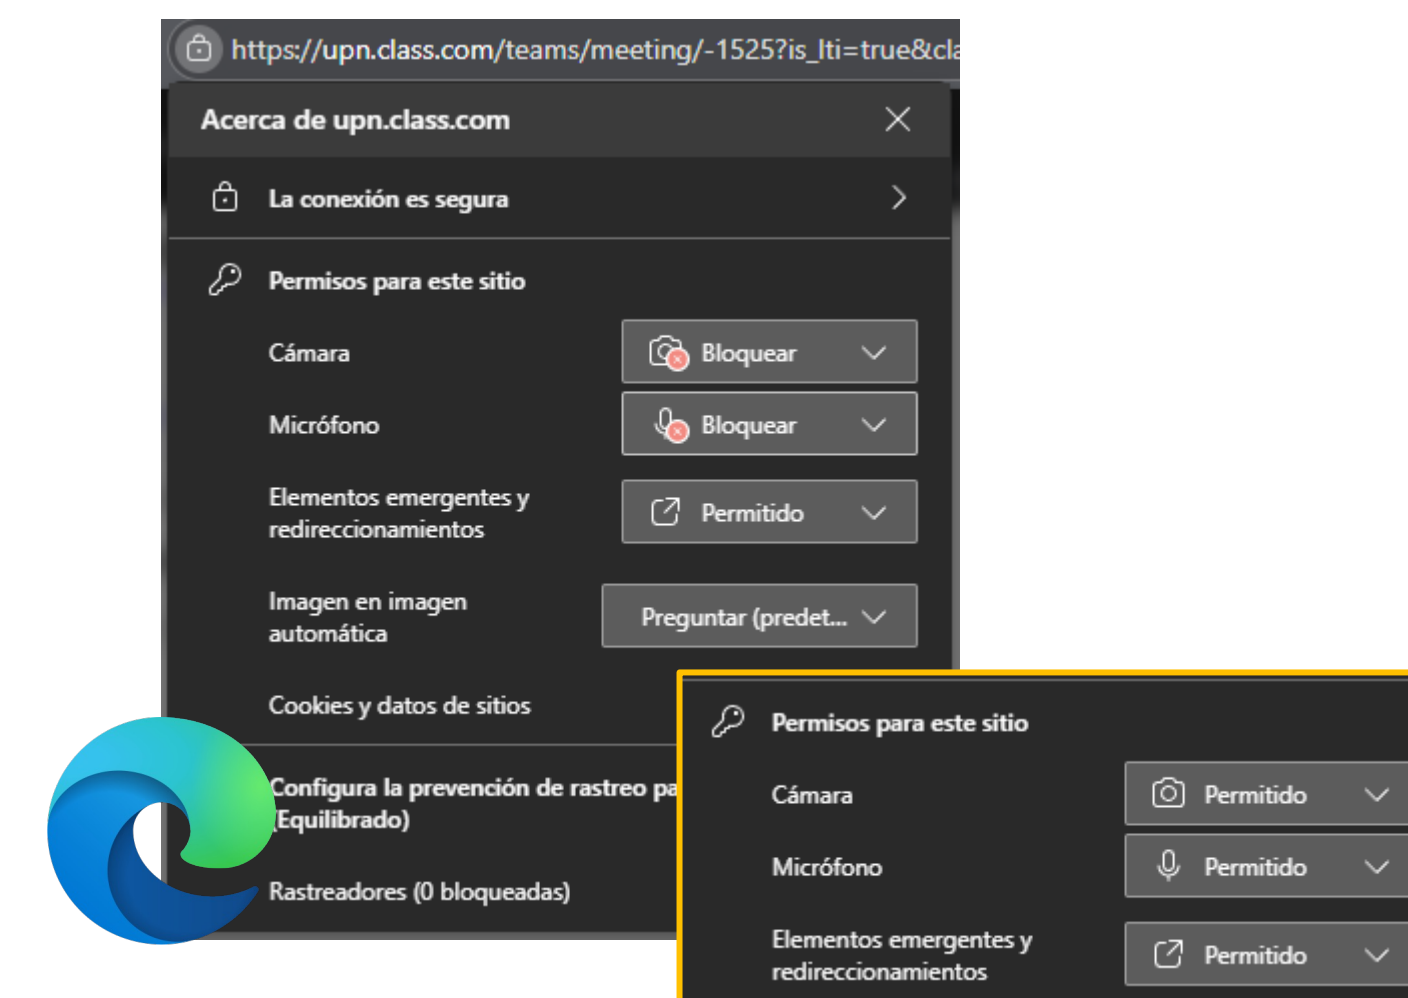 https://upn.class.com/teams/meeting/-1525?is_lti=true&cla
Acerca de upn.class.com
La conexión es segura
Permisos para este sitio
Cámara Bloquear
Micrófono Bloquear
Elementos emergentes y
redireccionamientos Permitido
Imagen en imagen
automática Preguntar (predet...
Cookies y datos de sitios
Configura la prevención de rastreo pa
(Equilibrado)
Rastreadores (0 bloqueadas)
Permisos para este sitio
Cámara Permitido
Micrófono Permitido
Elementos emergentes y
redireccionamientos Permitido